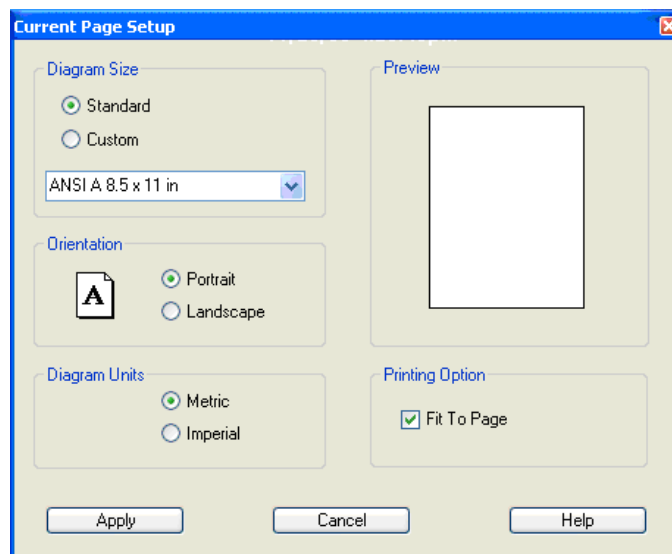 Current Page Setup
Diagram Size
Standard
Custom
ANSI A 8.5 x 11 in
Preview
Orientation
A
Portrait
Landscape
Diagram Units
Metric
Imperial
Printing Option
Fit To Page
Apply
Cancel
Help